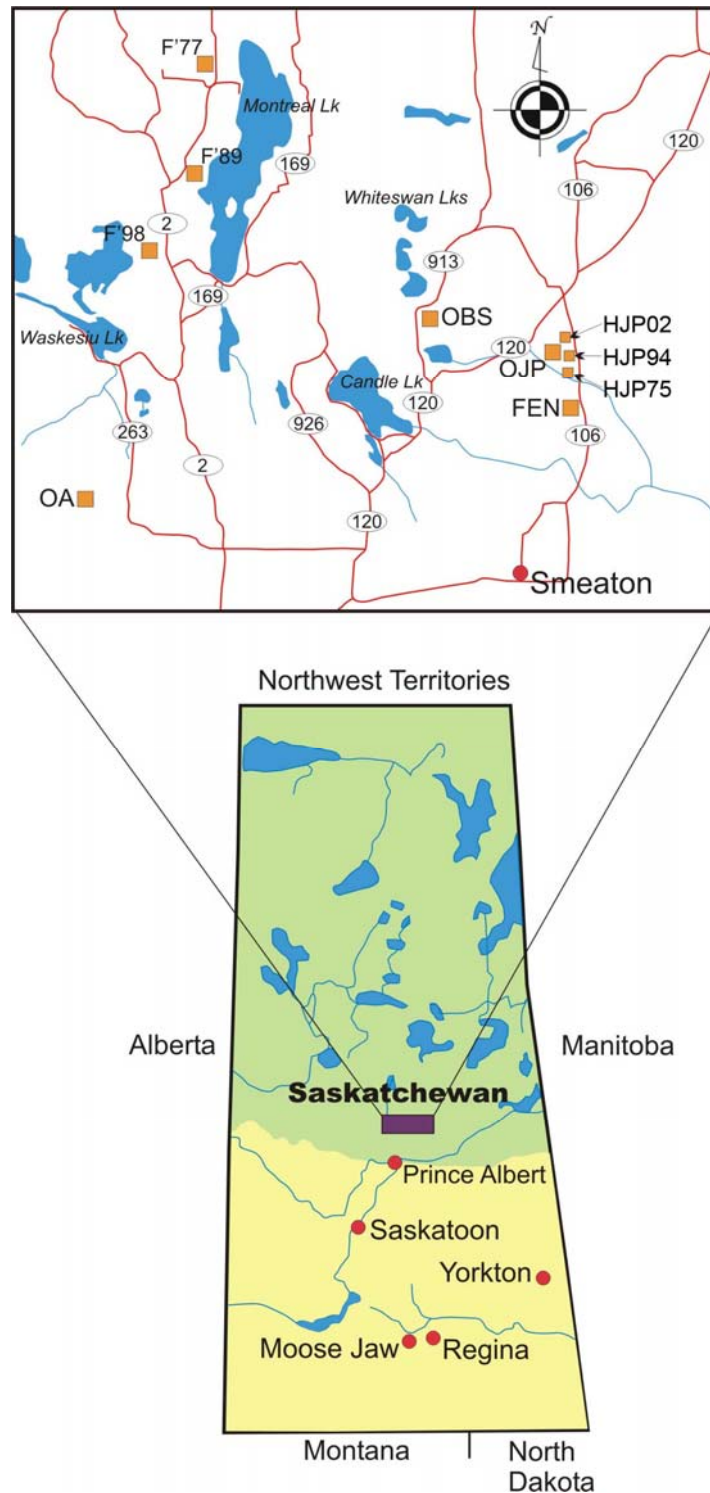 N
F'77
Montreal Lk
120
F'89
169
106
Whiteswan Lks
2
F'98
913
169
OBS
HJP02
Waskesiu Lk
120
HJP94
OJP
Candle Lk
HJP75
120
FEN
263
926
106
2
OA
120
Smeaton
Northwest Territories
Alberta
Manitoba
Saskatchewan
Prince Albert
Saskatoon
Yorkton
Moose Jaw
Regina
Montana
North
Dakota